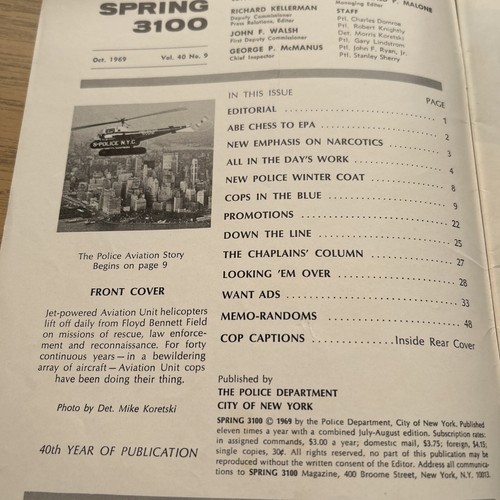 SPRING
3100
Oct. 1969 Vol. 40 No. 9
RICHARD KELLERMAN
Deputy Commissioner
Press Relations, Editor
JOHN F. WALSH
First Deputy Commissioner
GEORGE P. McMANUS
Chief Inspector
P. MALONE
Managing Editor
STAFF
Ptl. Charles Domroe
Ptl. Robert Knightly
Det. Morris Koretski
Ptl. Gary Lindstrom
Ptl. John F. Ryan, Jr.
Ptl. Stanley Sherry
IN THIS ISSUE
PAGE
EDITORIAL 1
ABE CHESS TO EPA 2
NEW EMPHASIS ON NARCOTICS 3
ALL IN THE DAY'S WORK 4
NEW POLICE WINTER COAT 8
COPS IN THE BLUE 9
PROMOTIONS 22
DOWN THE LINE 25
THE CHAPLAINS' COLUMN 27
LOOKING 'EM OVER 28
WANT ADS 33
MEMO-RANDOMS 48
COP CAPTIONS Inside Rear Cover
POLICE N.Y.C.
The Police Aviation Story
Begins on page 9
FRONT COVER
Jet-powered Aviation Unit helicopters
lift off daily from Floyd Bennett Field
on missions of rescue, law enforce-
ment and reconnaissance. For forty
continuous years—in a bewildering
array of aircraft—Aviation Unit cops
have been doing their thing.
Photo by Det. Mike Koretski
40th YEAR OF PUBLICATION
Published by
THE POLICE DEPARTMENT
CITY OF NEW YORK
SPRING 3100 © 1969 by the Police Department, City of New York. Published
eleven times a year with a combined July-August edition. Subscription rates:
in assigned commands, $3.00 a year; domestic mail, $3.75; foreign, $4.15;
single copies, 30¢. All rights reserved, no part of this publication may be
reproduced without the written consent of the Editor. Address all communica-
tions to SPRING 3100 Magazine, 400 Broome Street, New York, N.Y. 10013.